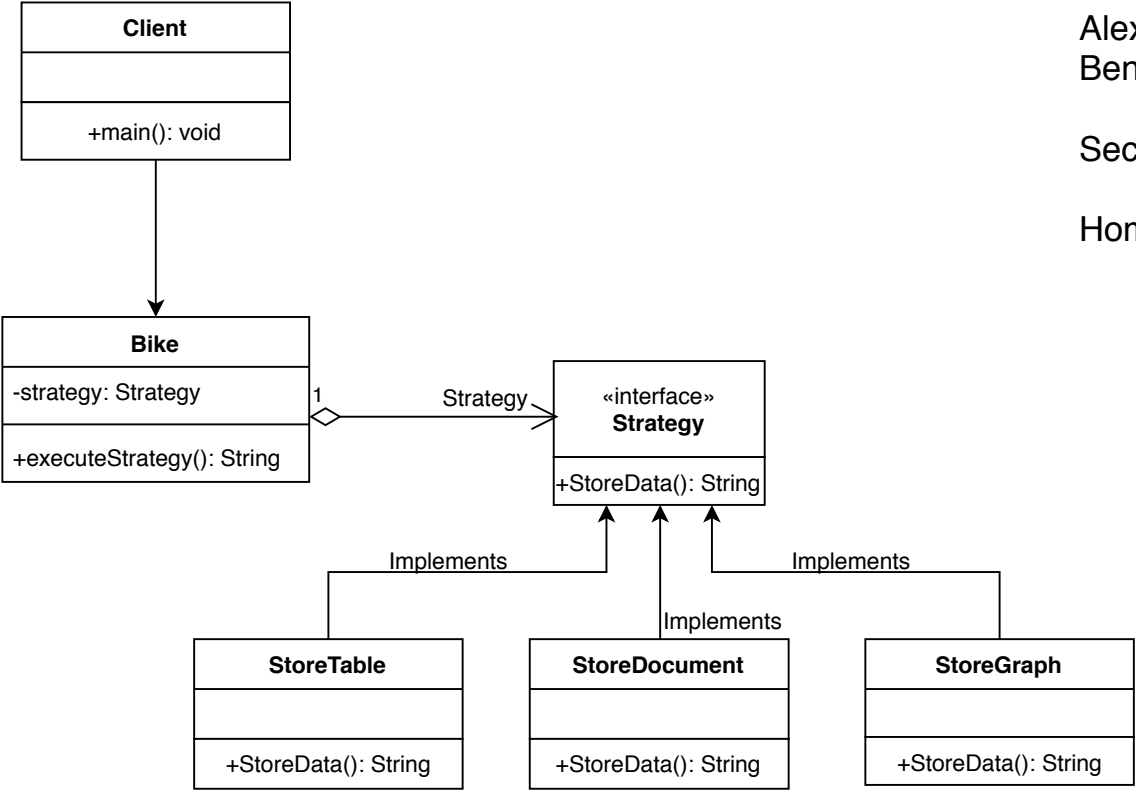 Client
+main(): void
Bike
-strategy: Strategy
+executeStrategy(): String
1
Strategy
«interface»
Strategy
+StoreData(): String
Implements
Implements
Implements
StoreTable
+StoreData(): String
StoreDocument
+StoreData(): String
StoreGraph
+StoreData(): String
Ben